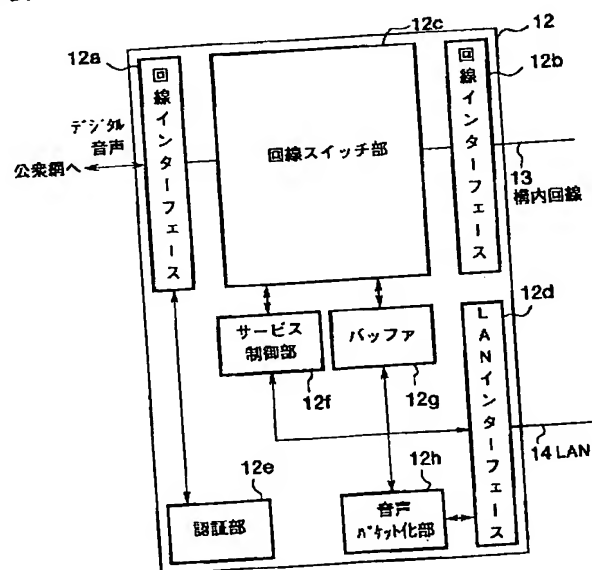 12c
12
12a
回線インターフェース
回線スイッチ部
回線インターフェース
12b
デジタル
音声
公衆網へ
13
構内回線
サービス
制御部
12f
バッファ
12g
12d
LANインターフェース
14 LAN
12e
認証部
12h
音声
パケット化部